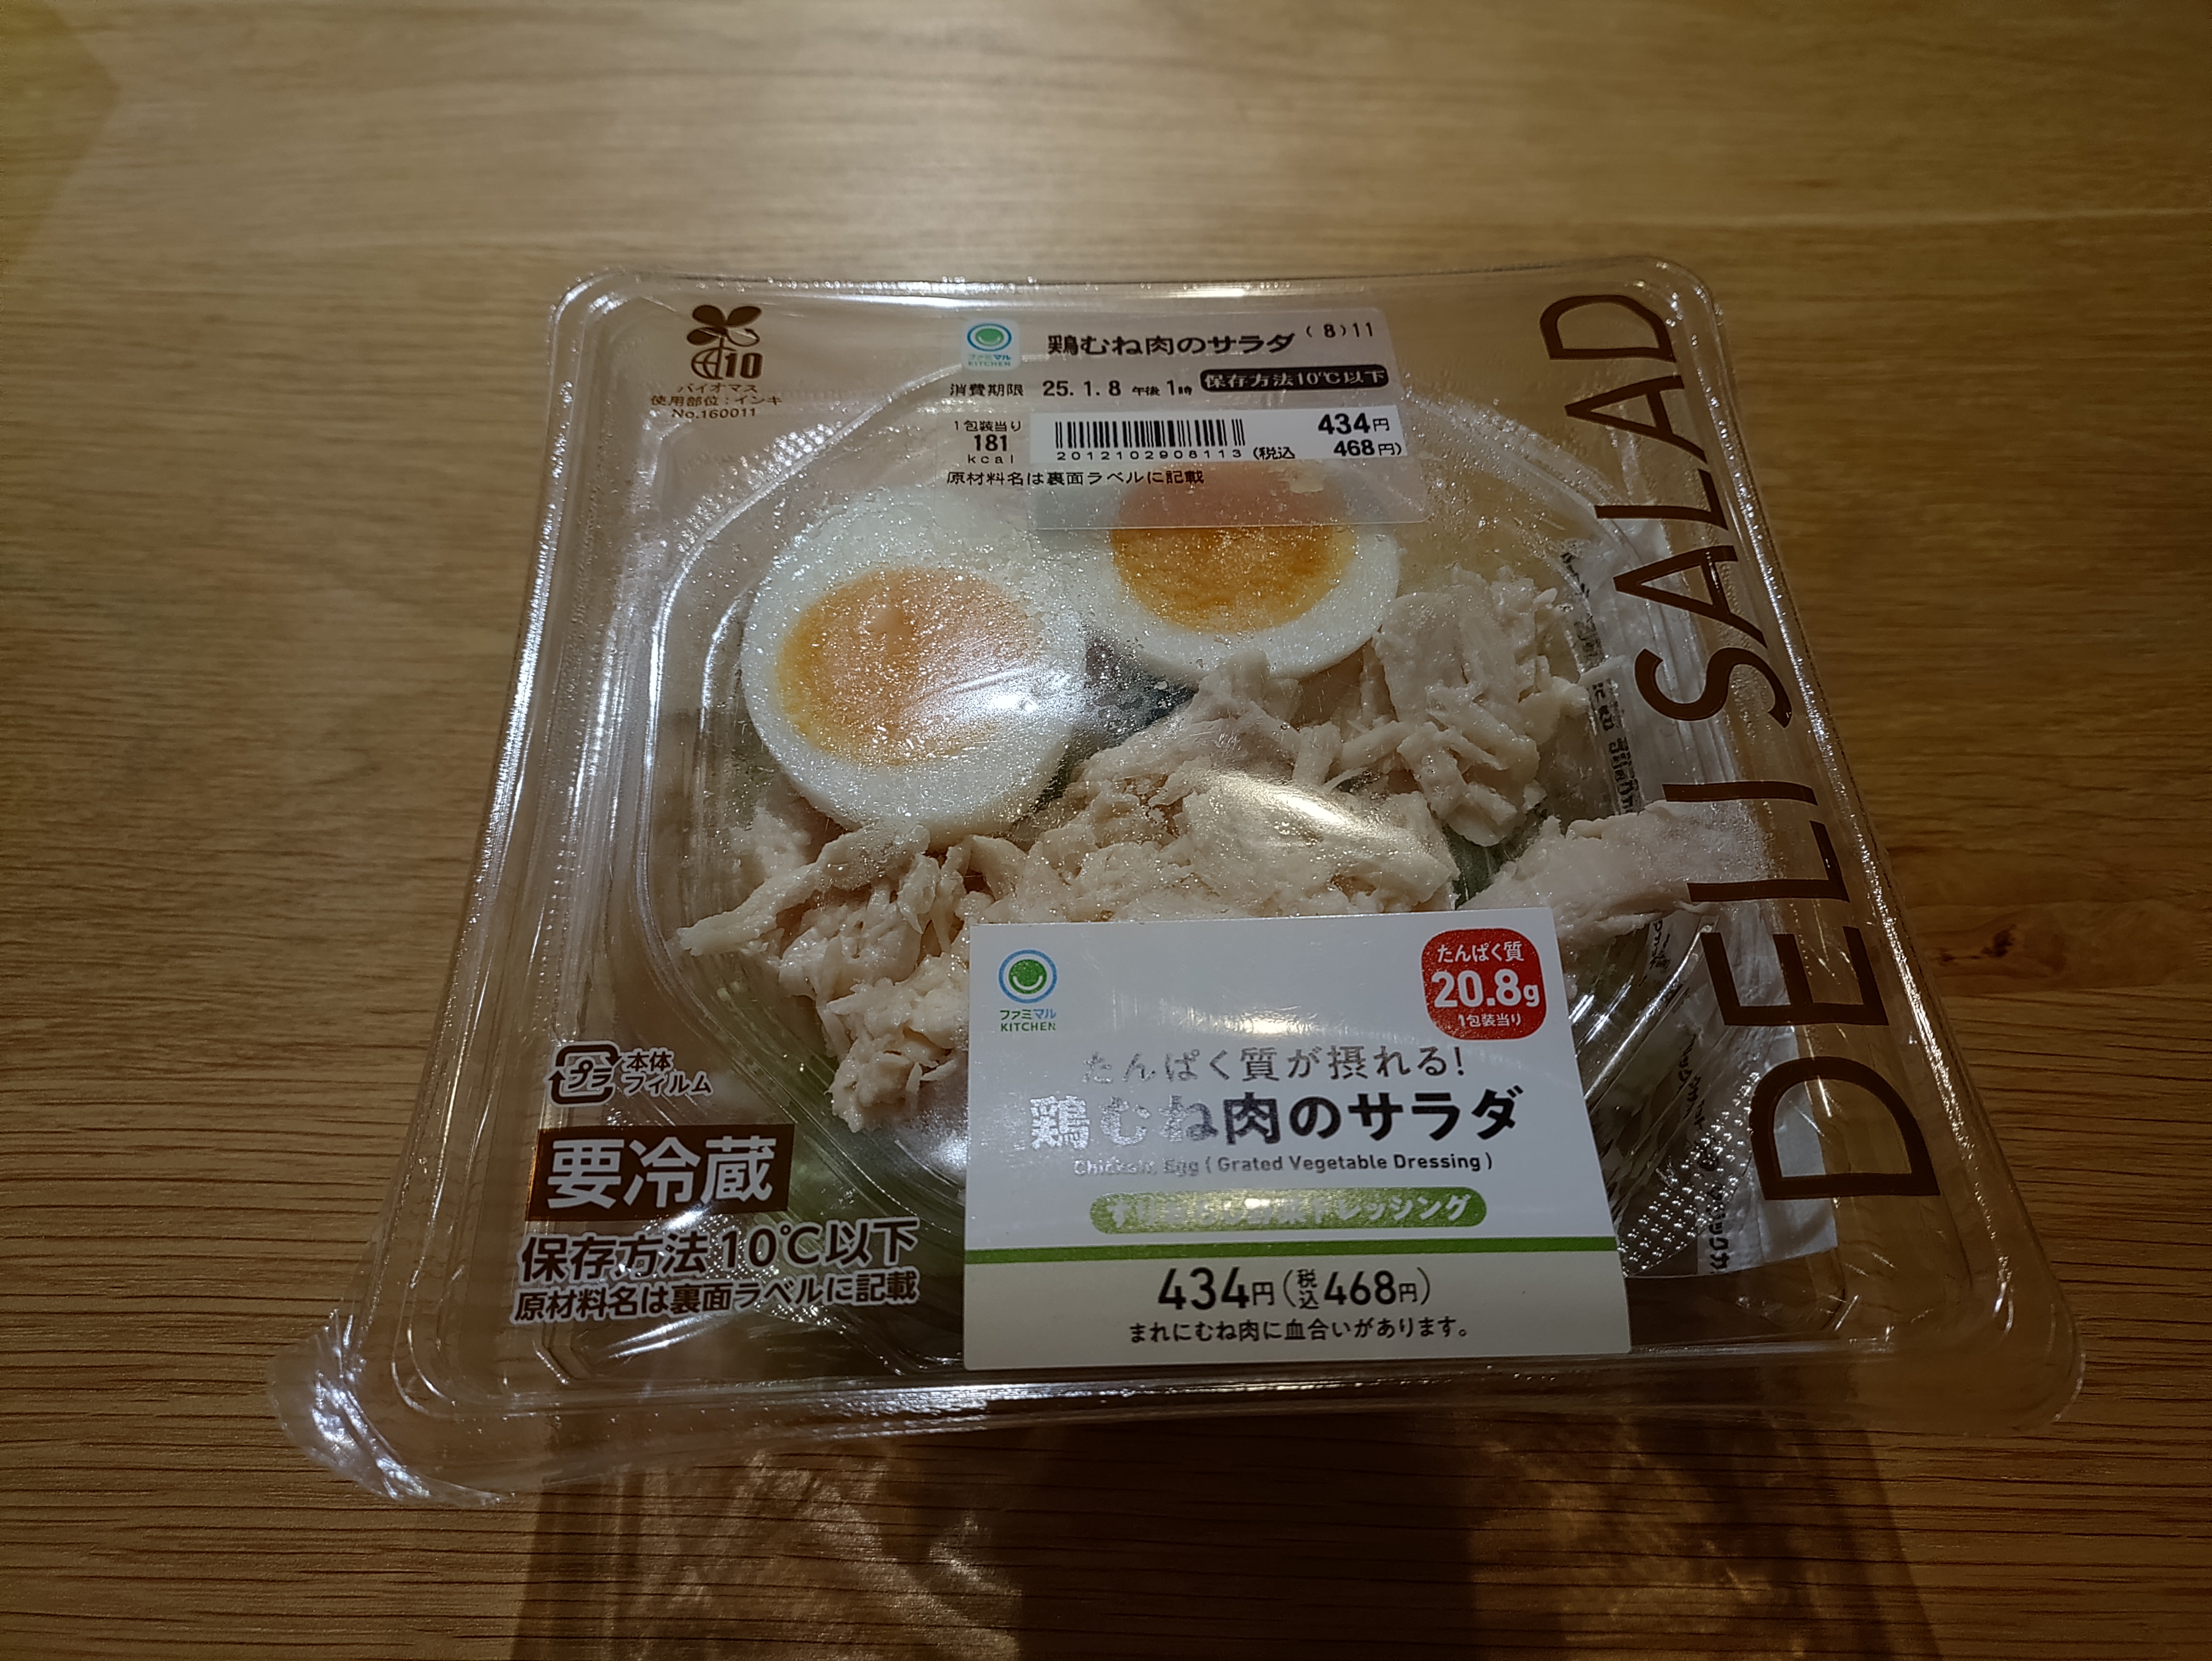 10
バイオマス
使用部位：インキ
No.160011
ファミマル
KITCHEN
鶏むね肉のサラダ (8)11
消費期限 25.1.8 午後1時 保存方法10℃以下
1包装当り
181
kcal
434円
2012102908113 (税込 468円)
原材料名は裏面ラベルに記載
DELI SALAD
ファミマル
KITCHEN
たんぱく質
20.8g
1包装当り
たんぱく質が摂れる!
鶏むね肉のサラダ
Chicken, Egg ( Grated Vegetable Dressing )
ドレッシング
434円(税込468円)
まれにむね肉に血合いがあります。
プラ 本体
フィルム
要冷蔵
保存方法10℃以下
原材料名は裏面ラベルに記載